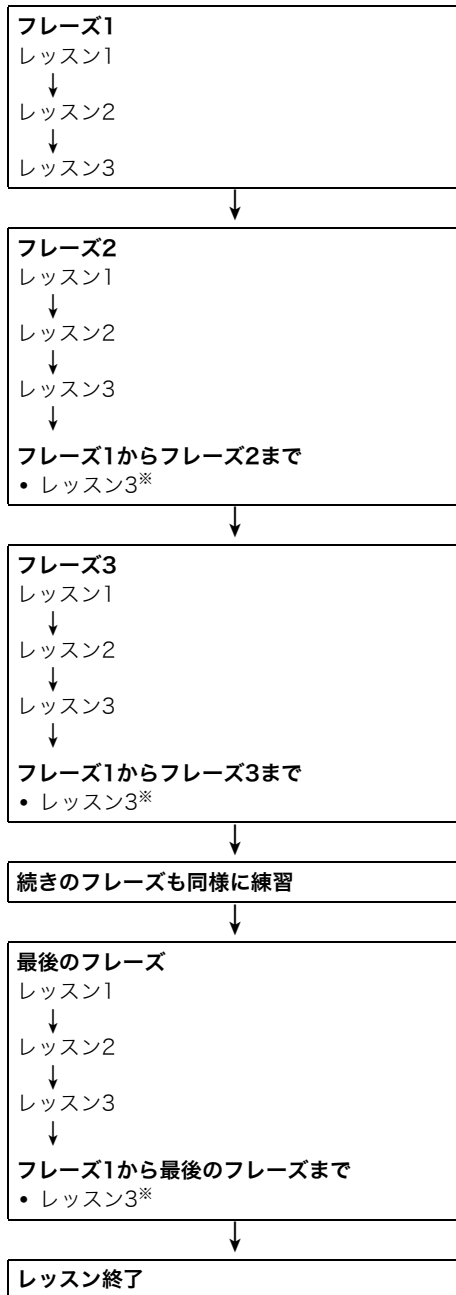 フレーズ1
レッスン1
↓
レッスン2
↓
レッスン3
↓
フレーズ2
レッスン1
↓
レッスン2
↓
レッスン3
↓
フレーズ1からフレーズ2まで
• レッスン3※
↓
フレーズ3
レッスン1
↓
レッスン2
↓
レッスン3
↓
フレーズ1からフレーズ3まで
• レッスン3※
↓
続きのフレーズも同様に練習
↓
最後のフレーズ
レッスン1
↓
レッスン2
↓
レッスン3
↓
フレーズ1から最後のフレーズまで
• レッスン3※
↓
レッスン終了